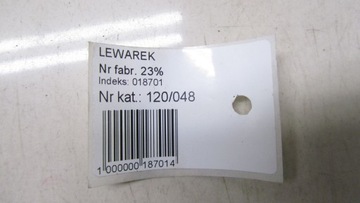 LEWAREK
Nr fabr. 23%
Indeks: 018701
Nr kat.: 120/048
1 000000 187014